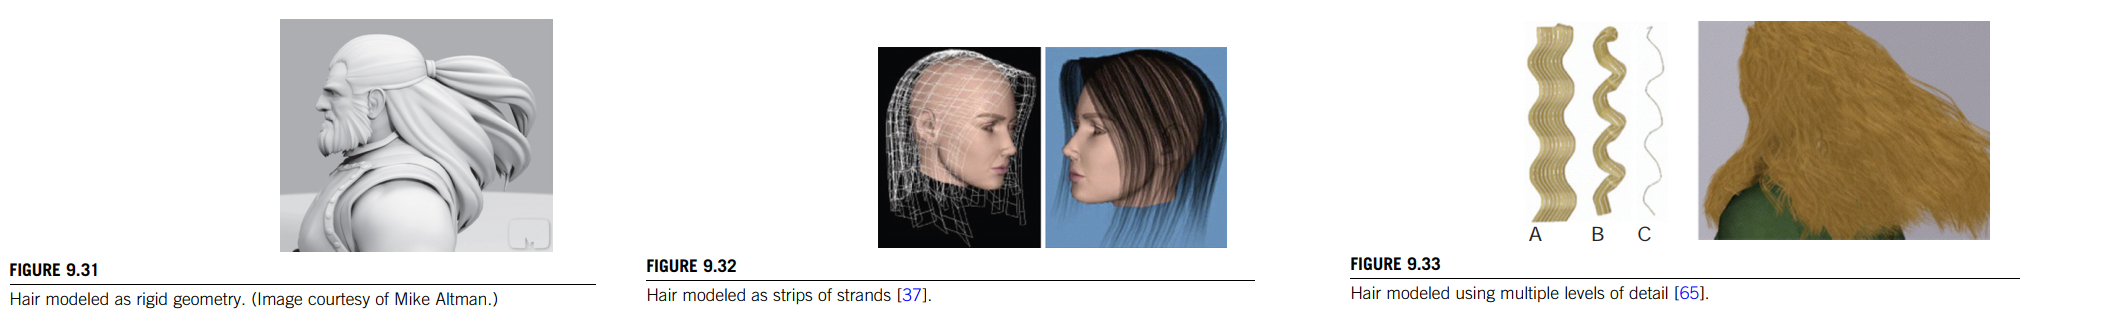 FIGURE 9.31
Hair modeled as rigid geometry. (Image courtesy of Mike Altman.)
FIGURE 9.32
Hair modeled as strips of strands [37].
A B C
FIGURE 9.33
Hair modeled using multiple levels of detail [65].